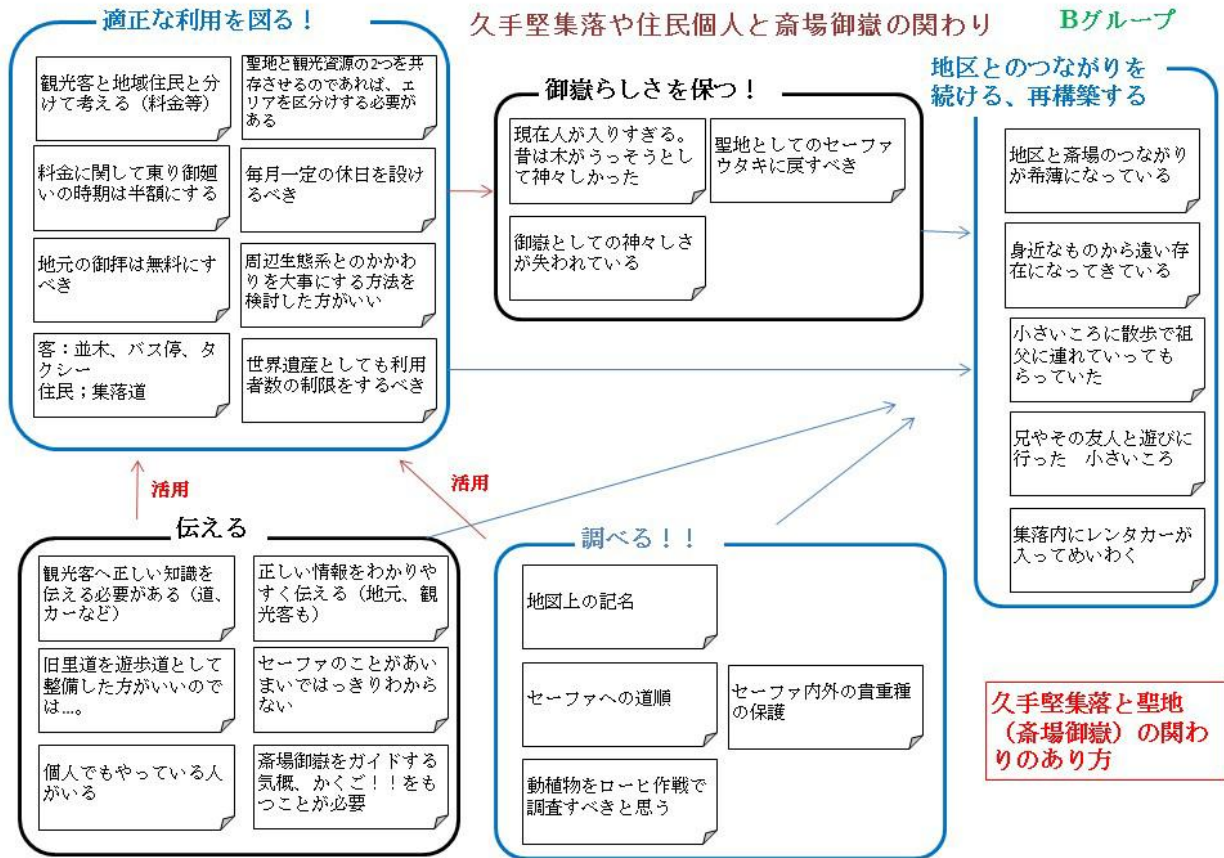 適正な利用を図る！
久手堅集落や住民個人と斎場御嶽の関わり
Bグループ
観光客と地域住民と分
けて考える（料金等）
聖地と観光資源の2つを共
存させるのであれば、エ
リアを区分けする必要が
ある
料金に関して東り御廻
いの時期は半額にする
毎月一定の休日を設け
るべき
地元の御拝は無料にす
べき
周辺生態系とのかかわ
りを大事にする方法を
検討した方がいい
客：並木、バス停、タ
クシー
住民；集落道
世界遺産としても利用
者数の制限をするべき
御嶽らしさを保つ！
現在人が入りすぎる。
昔は木がうっそうとし
て神々しかった
聖地としてのセーファ
ウタキに戻すべき
御嶽としての神々しさ
が失われている
地区とのつながりを
続ける、再構築する
地区と斎場のつながり
が希薄になっている
身近なものから遠い存
在になってきている
小さいころに散歩で祖
父に連れていっても
らっていた
兄やその友人と遊びに
行った　小さいころ
集落内にレンタカーが
入ってめいわく
活用
活用
伝える
観光客へ正しい知識を
伝える必要がある（道、
カーなど）
正しい情報をわかりや
すく伝える（地元、観
光客も）
旧里道を遊歩道として
整備した方がいいので
は…。
セーファのことがあい
まいではっきりわから
ない
個人でもやっている人
がいる
斎場御嶽をガイドする
気概、かくご！！をも
つことが必要
調べる！！
地図上の記名
セーファへの道順
セーファ内外の貴重種
の保護
動植物をローヒ作戦で
調査すべきと思う
久手堅集落と聖地
（斎場御嶽）の関わ
りのあり方